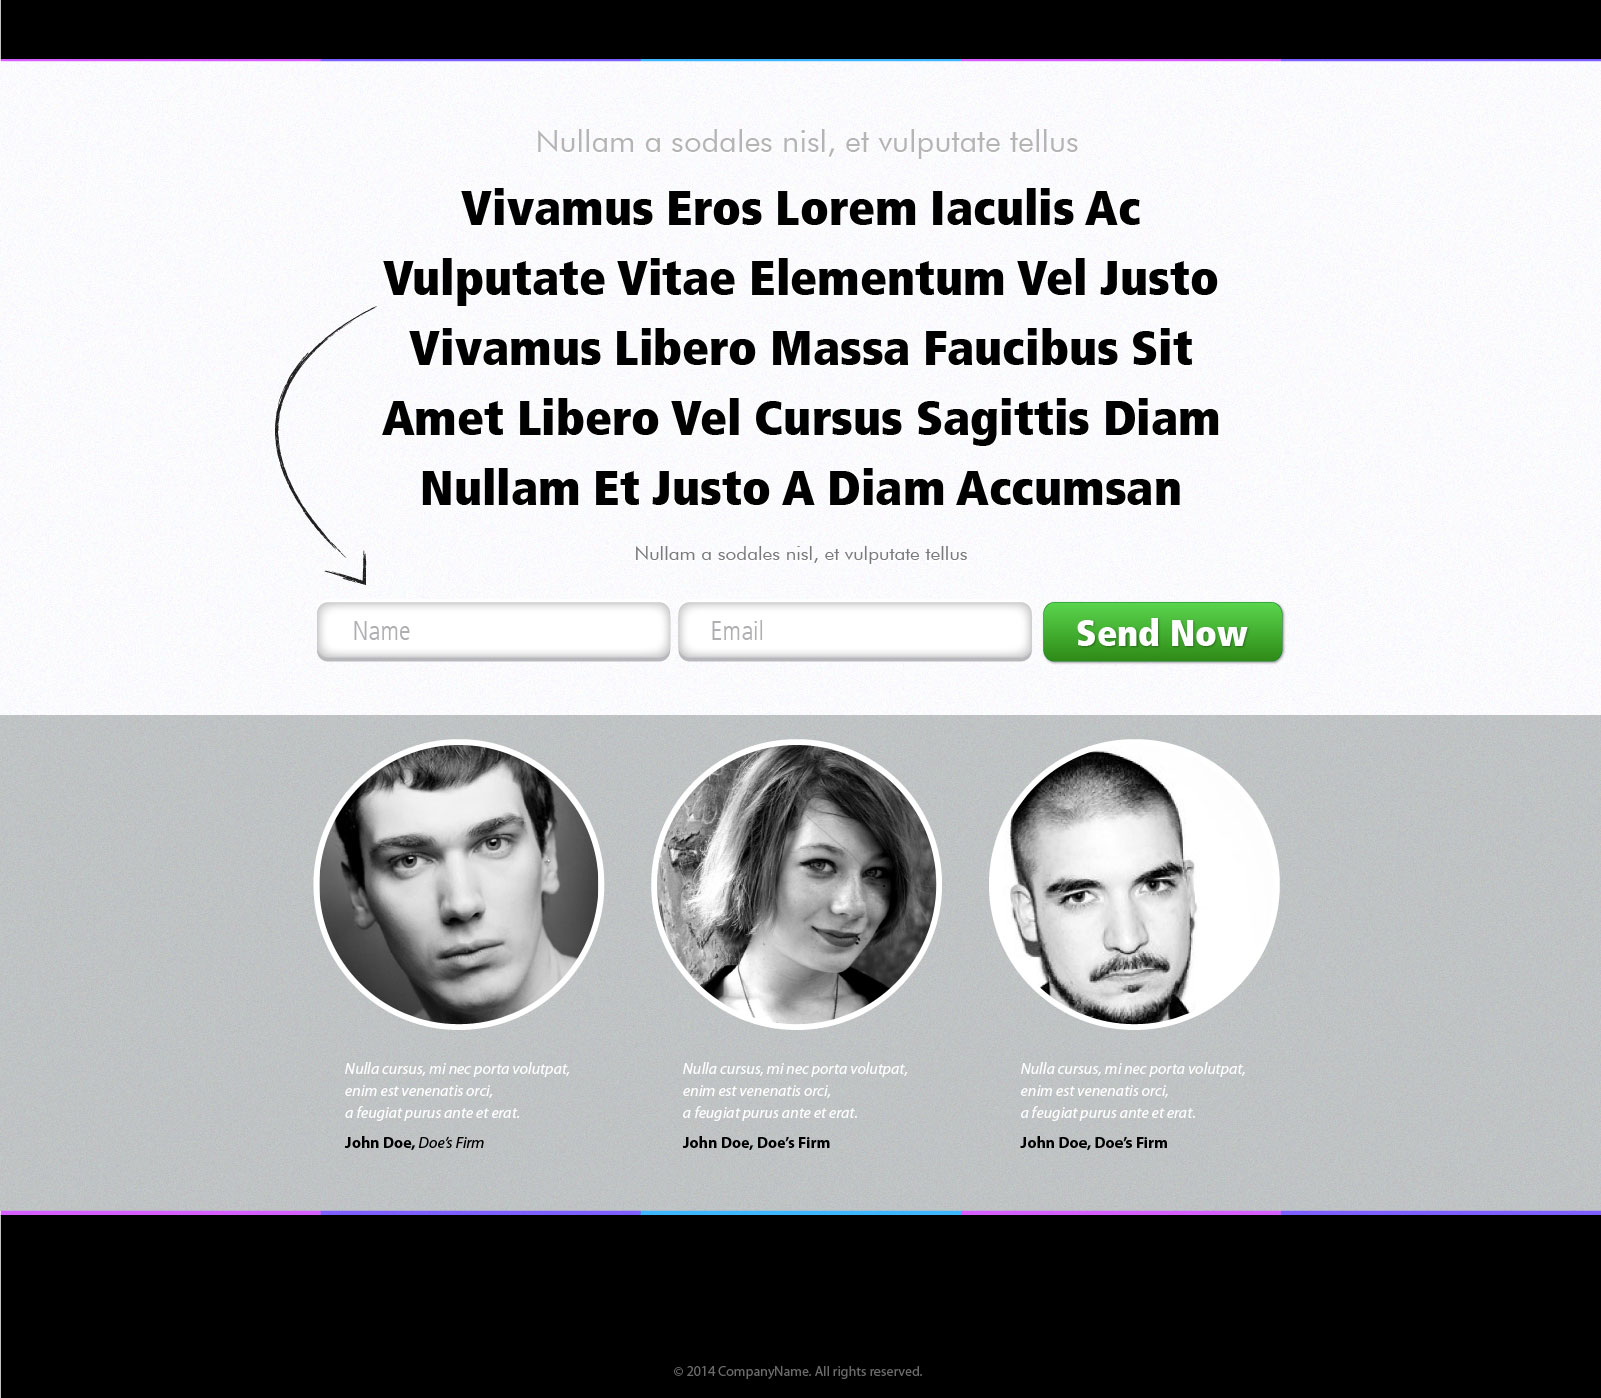 Nullam a sodales nisl, et vulputate tellus
Vivamus Eros Lorem Iaculis Ac
Vulputate Vitae Elementum Vel Justo
Vivamus Libero Massa Faucibus Sit
Amet Libero Vel Cursus Sagittis Diam
Nullam Et Justo A Diam Accumsan
Nullam a sodales nisl, et vulputate tellus
Name
Email
Send Now
Nulla cursus, mi nec porta volutpat,
enim est venenatis orci,
a feugiat purus ante et erat.
John Doe, Doe's Firm
Nulla cursus, mi nec porta volutpat,
enim est venenatis orci,
a feugiat purus ante et erat.
John Doe, Doe's Firm
Nulla cursus, mi nec porta volutpat,
enim est venenatis orci,
a feugiat purus ante et erat.
John Doe, Doe's Firm
© 2014 CompanyName. All rights reserved.